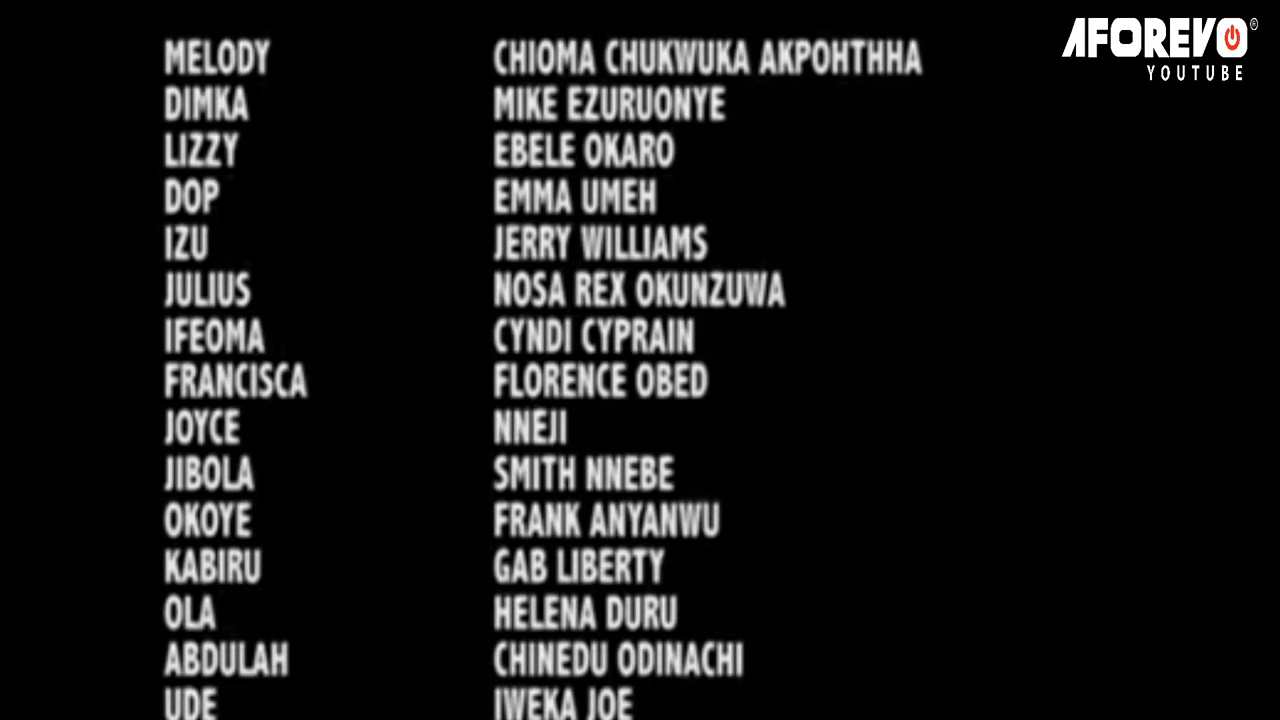 AFOREVO®
YOUTUBE
MELODY CHIOMA CHUKWUKA AKPOHTHHA
DIMKA MIKE EZURUONYE
LIZZY EBELE OKARO
DOP EMMA UMEH
IZU JERRY WILLIAMS
JULIUS NOSA REX OKUNZUWA
IFEOMA CYNDI CYPRAIN
FRANCISCA FLORENCE OBED
JOYCE NNEJI
JIBOLA SMITH NNEBE
OKOYE FRANK ANYANWU
KABIRU GAB LIBERTY
OLA HELENA DURU
ABDULAH CHINEDU ODINACHI
UDE IWEKA JOE